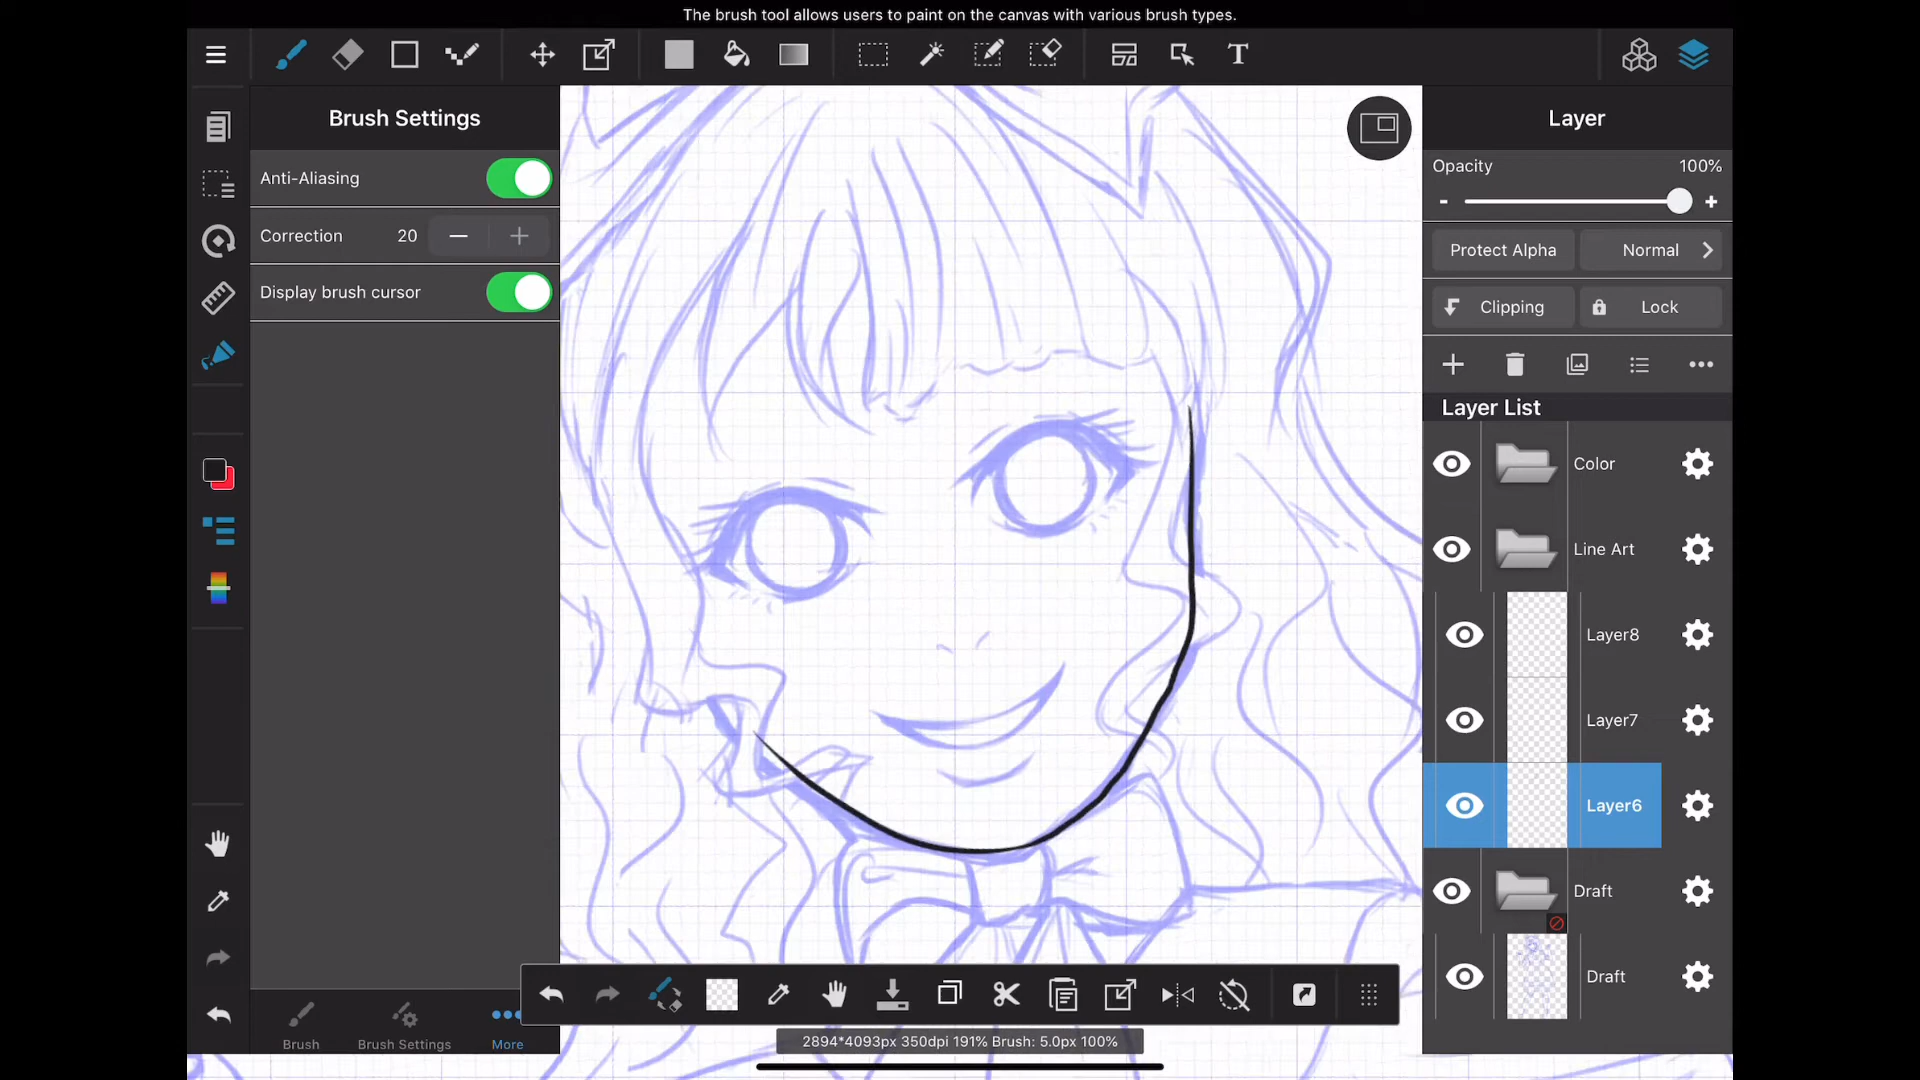 The brush tool allows users to paint on the canvas with various brush types.
T
Brush Settings
Anti-Aliasing
Correction 20 − +
Display brush cursor
Brush
Brush Settings
More
2894*4093px 350dpi 191% Brush: 5.0px 100%
Layer
Opacity 100%
- +
Protect Alpha Normal
Clipping Lock
Layer List
Color
Line Art
Layer8
Layer7
Layer6
Draft
Draft